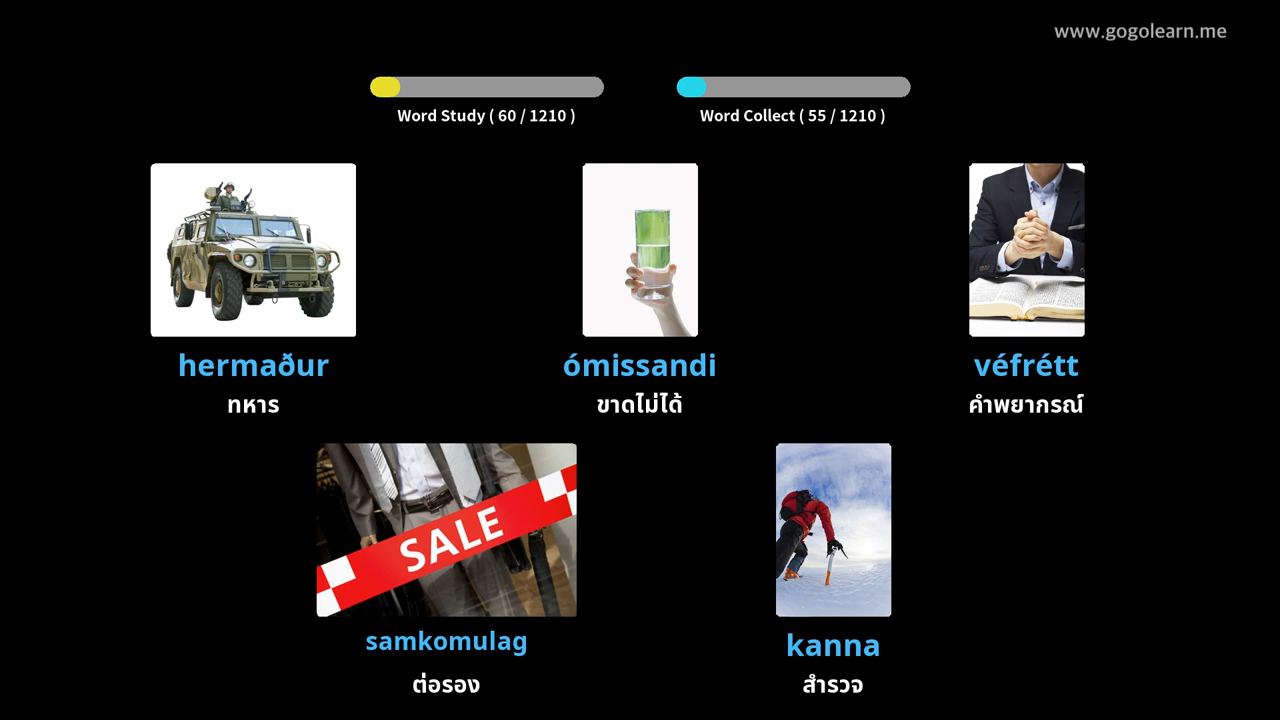 www.gogolearn.me
Word Study ( 60 / 1210 )
Word Collect ( 55 / 1210 )
hermaður
ทหาร
ómissandi
ขาดไม่ได้
véfrétt
คำพยากรณ์
SALE
samkomulag
ต่อรอง
kanna
สำรวจ